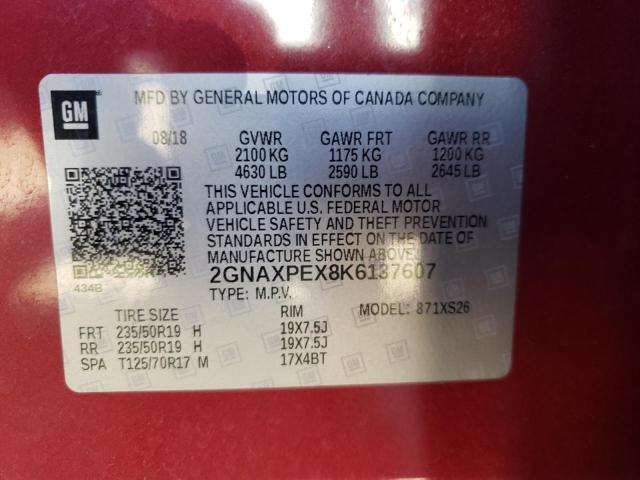 GM
MFD BY GENERAL MOTORS OF CANADA COMPANY
08/18 GVWR GAWR FRT GAWR RR
2100 KG 1175 KG 1200 KG
4630 LB 2590 LB 2645 LB
THIS VEHICLE CONFORMS TO ALL
APPLICABLE U.S. FEDERAL MOTOR
VEHICLE SAFETY AND THEFT PREVENTION
STANDARDS IN EFFECT ON THE DATE OF
MANUFACTURE SHOWN ABOVE.
434B 2GNAXPEX8K6137607
TYPE: M.P.V. MODEL: 871XS26
TIRE SIZE RIM
FRT 235/50R19 H 19X7.5J
RR 235/50R19 H 19X7.5J
SPA T125/70R17 M 17X4BT